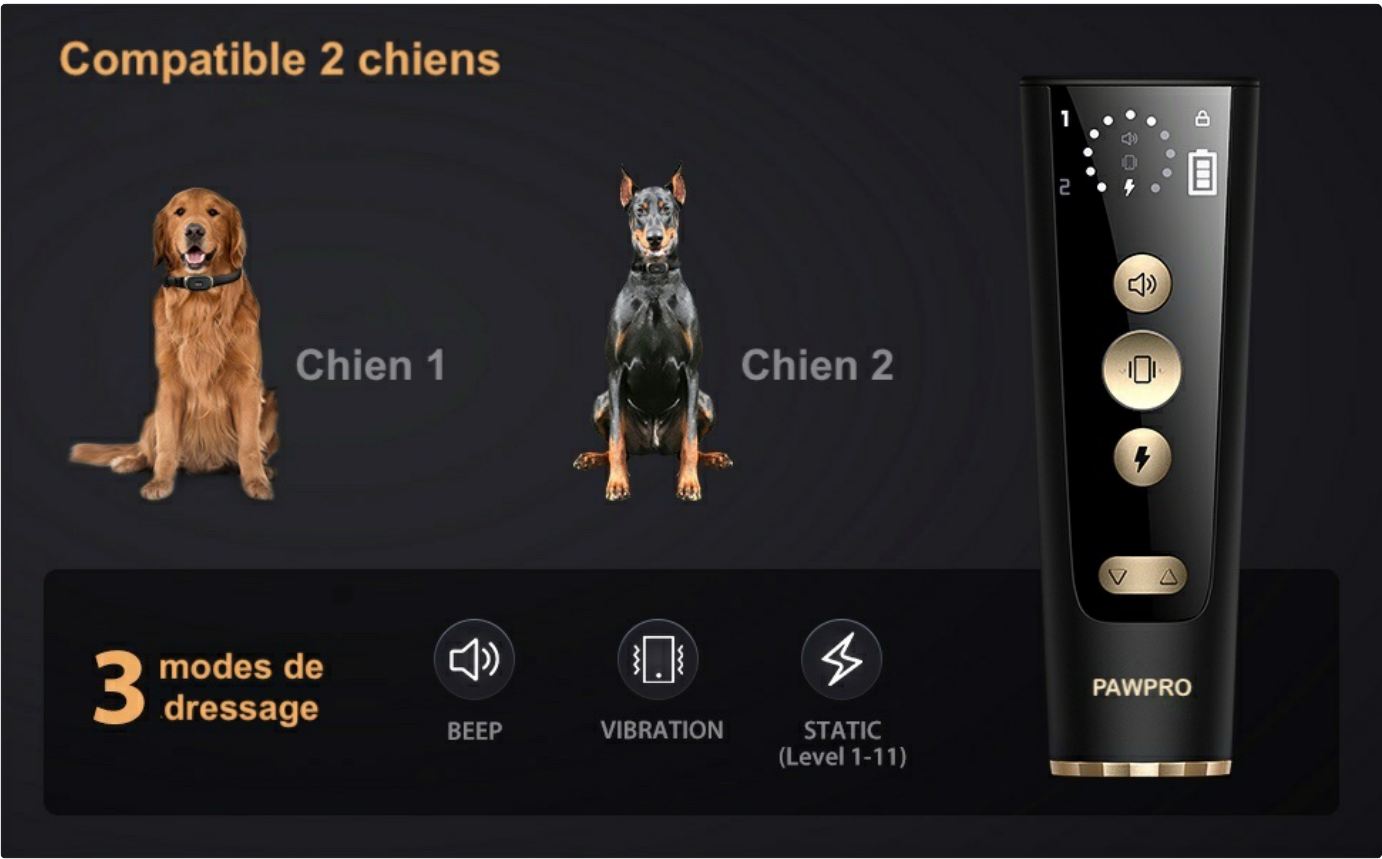 Compatible 2 chiens
1
2
Chien 1
Chien 2
3 modes de
dressage
BEEP
VIBRATION
STATIC
(Level 1-11)
PAWPRO